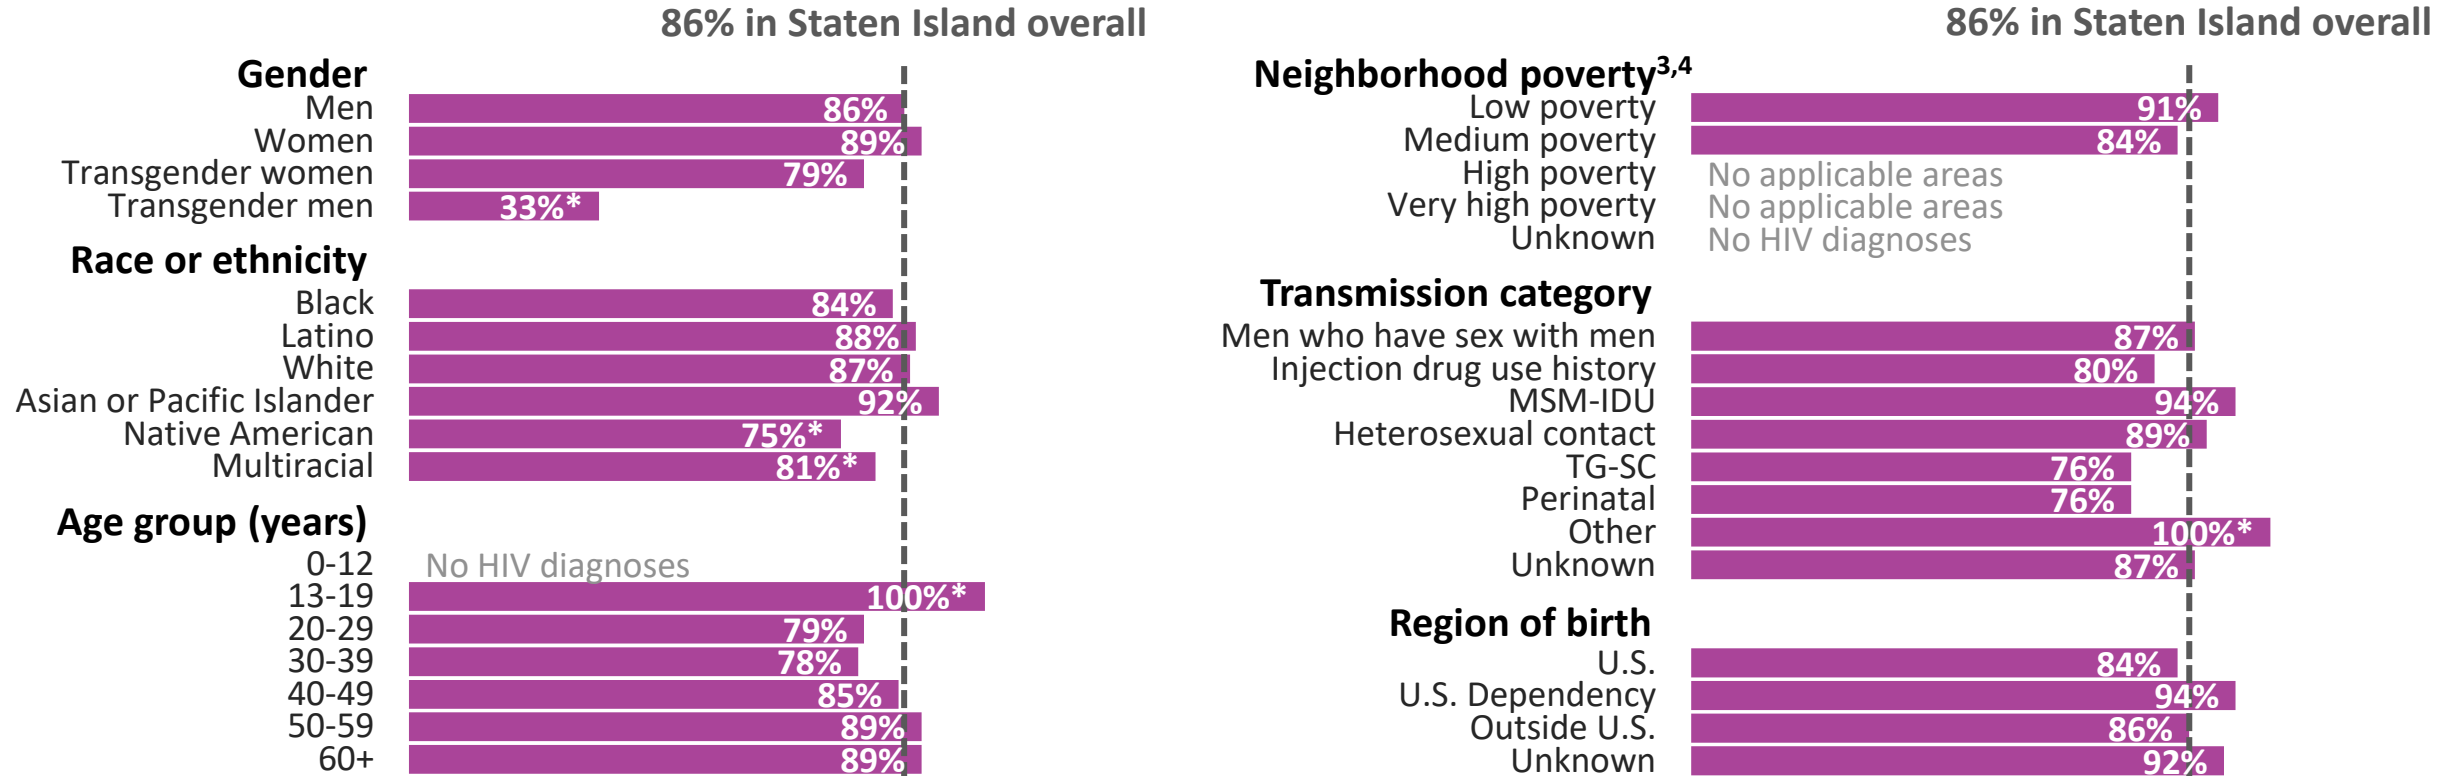 86% in Staten Island overall
Gender
Men 86%
Women 89%
Transgender women 79%
Transgender men 33%*
Race or ethnicity
Black 84%
Latino 88%
White 87%
Asian or Pacific Islander 92%
Native American 75%*
Multiracial 81%*
Age group (years)
0-12 No HIV diagnoses
13-19 100%*
20-29 79%
30-39 78%
40-49 85%
50-59 89%
60+ 89%
86% in Staten Island overall
Neighborhood poverty3,4
Low poverty 91%
Medium poverty 84%
High poverty No applicable areas
Very high poverty No applicable areas
Unknown No HIV diagnoses
Transmission category
Men who have sex with men 87%
Injection drug use history 80%
MSM-IDU 94%
Heterosexual contact 89%
TG-SC 76%
Perinatal 76%
Other 100%*
Unknown 87%
Region of birth
U.S. 84%
U.S. Dependency 94%
Outside U.S. 86%
Unknown 92%